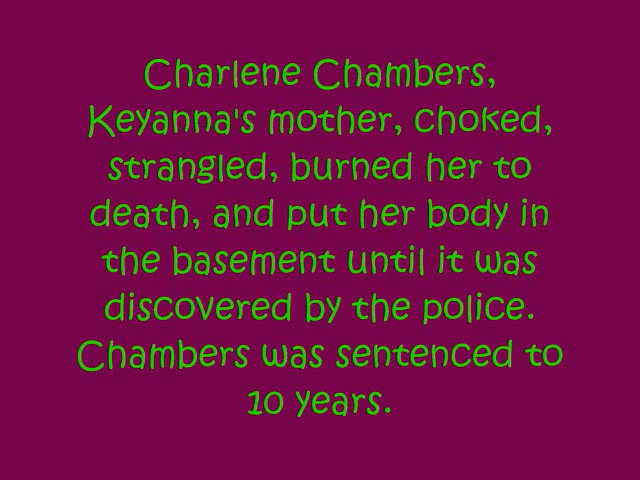 Charlene Chambers,
Keyanna's mother, choked,
strangled, burned her to
death, and put her body in
the basement until it was
discovered by the police.
Chambers was sentenced to
10 years.